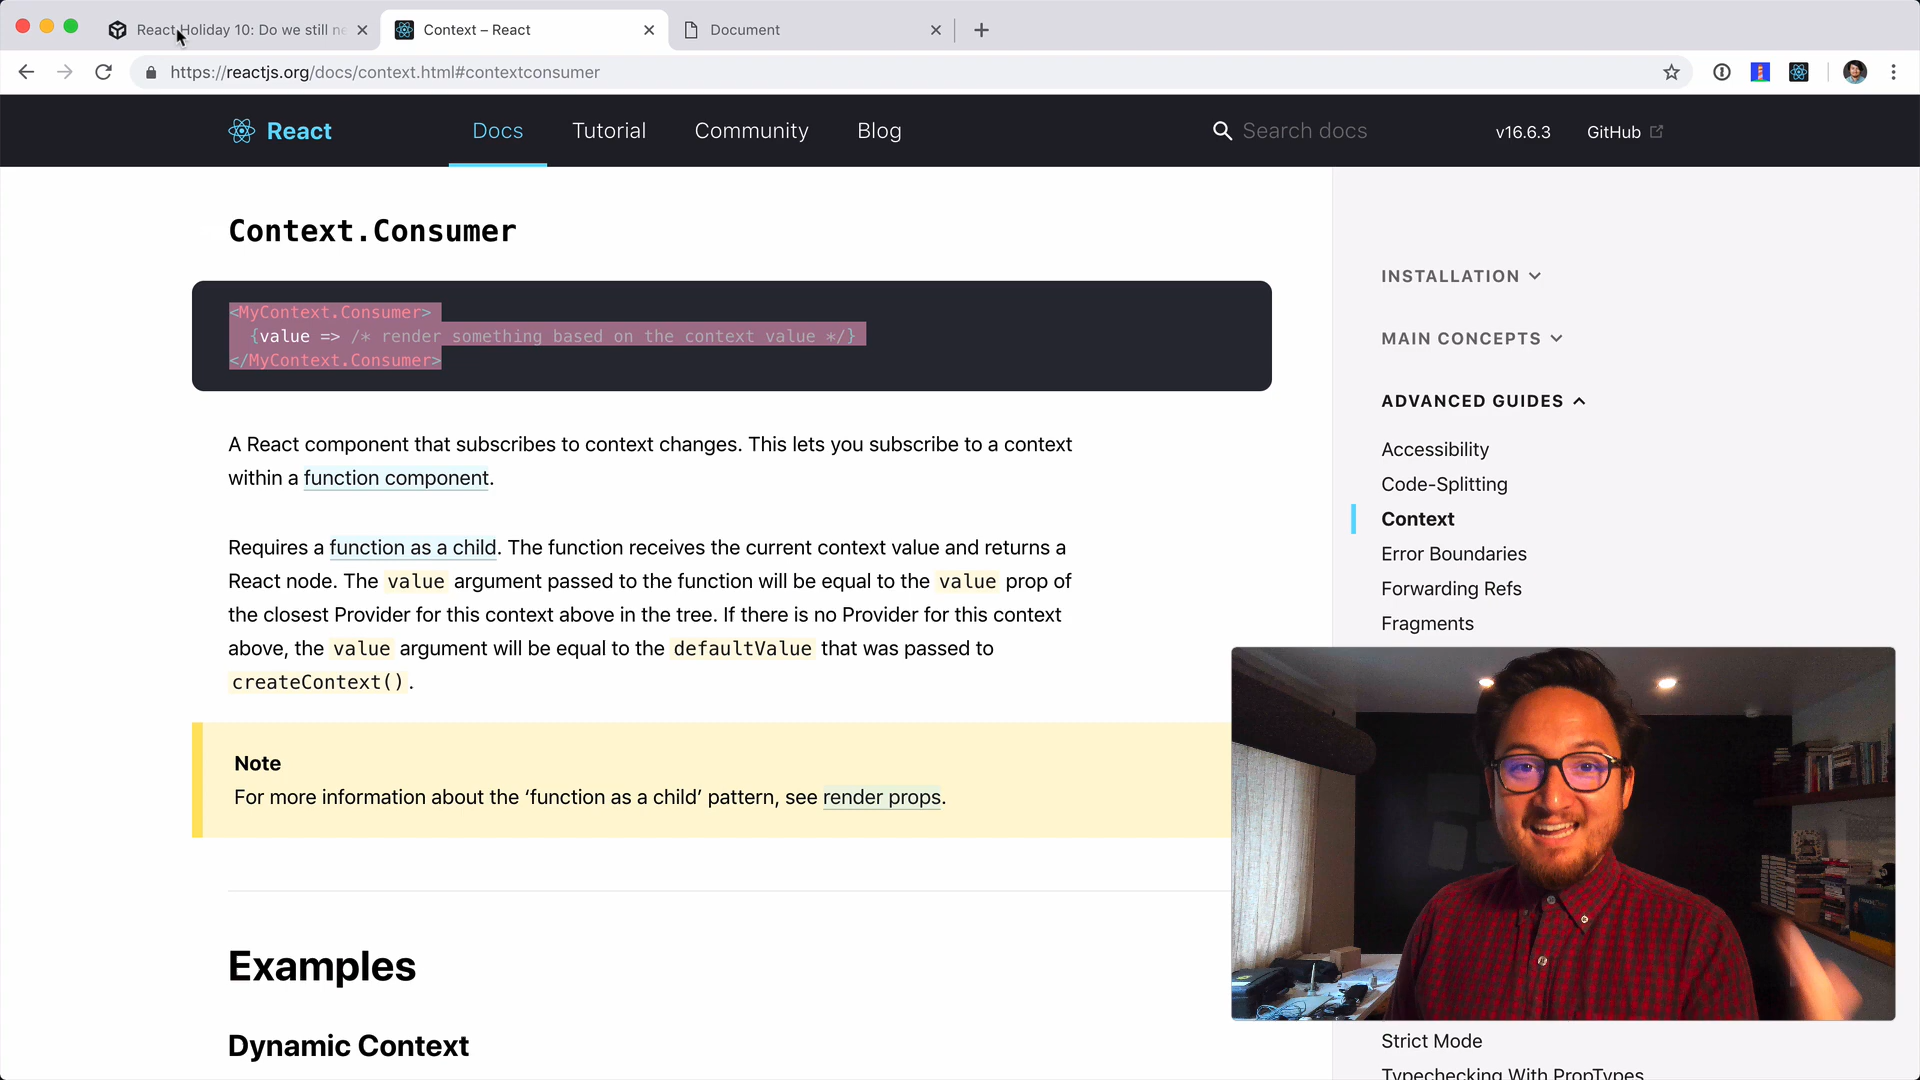 React Holiday 10: Do we still ne
Context – React
Document
https://reactjs.org/docs/context.html#contextconsumer
React
Docs
Tutorial
Community
Blog
Search docs
v16.6.3
GitHub
Context.Consumer
<MyContext.Consumer>
{value => /* render something based on the context value */}
</MyContext.Consumer>
A React component that subscribes to context changes. This lets you subscribe to a context
within a function component.
Requires a function as a child. The function receives the current context value and returns a
React node. The value argument passed to the function will be equal to the value prop of
the closest Provider for this context above in the tree. If there is no Provider for this context
above, the value argument will be equal to the defaultValue that was passed to
createContext().
Note
For more information about the ‘function as a child’ pattern, see render props.
Examples
Dynamic Context
INSTALLATION
MAIN CONCEPTS
ADVANCED GUIDES
Accessibility
Code-Splitting
Context
Error Boundaries
Forwarding Refs
Fragments
Strict Mode
Typechecking With PropTypes